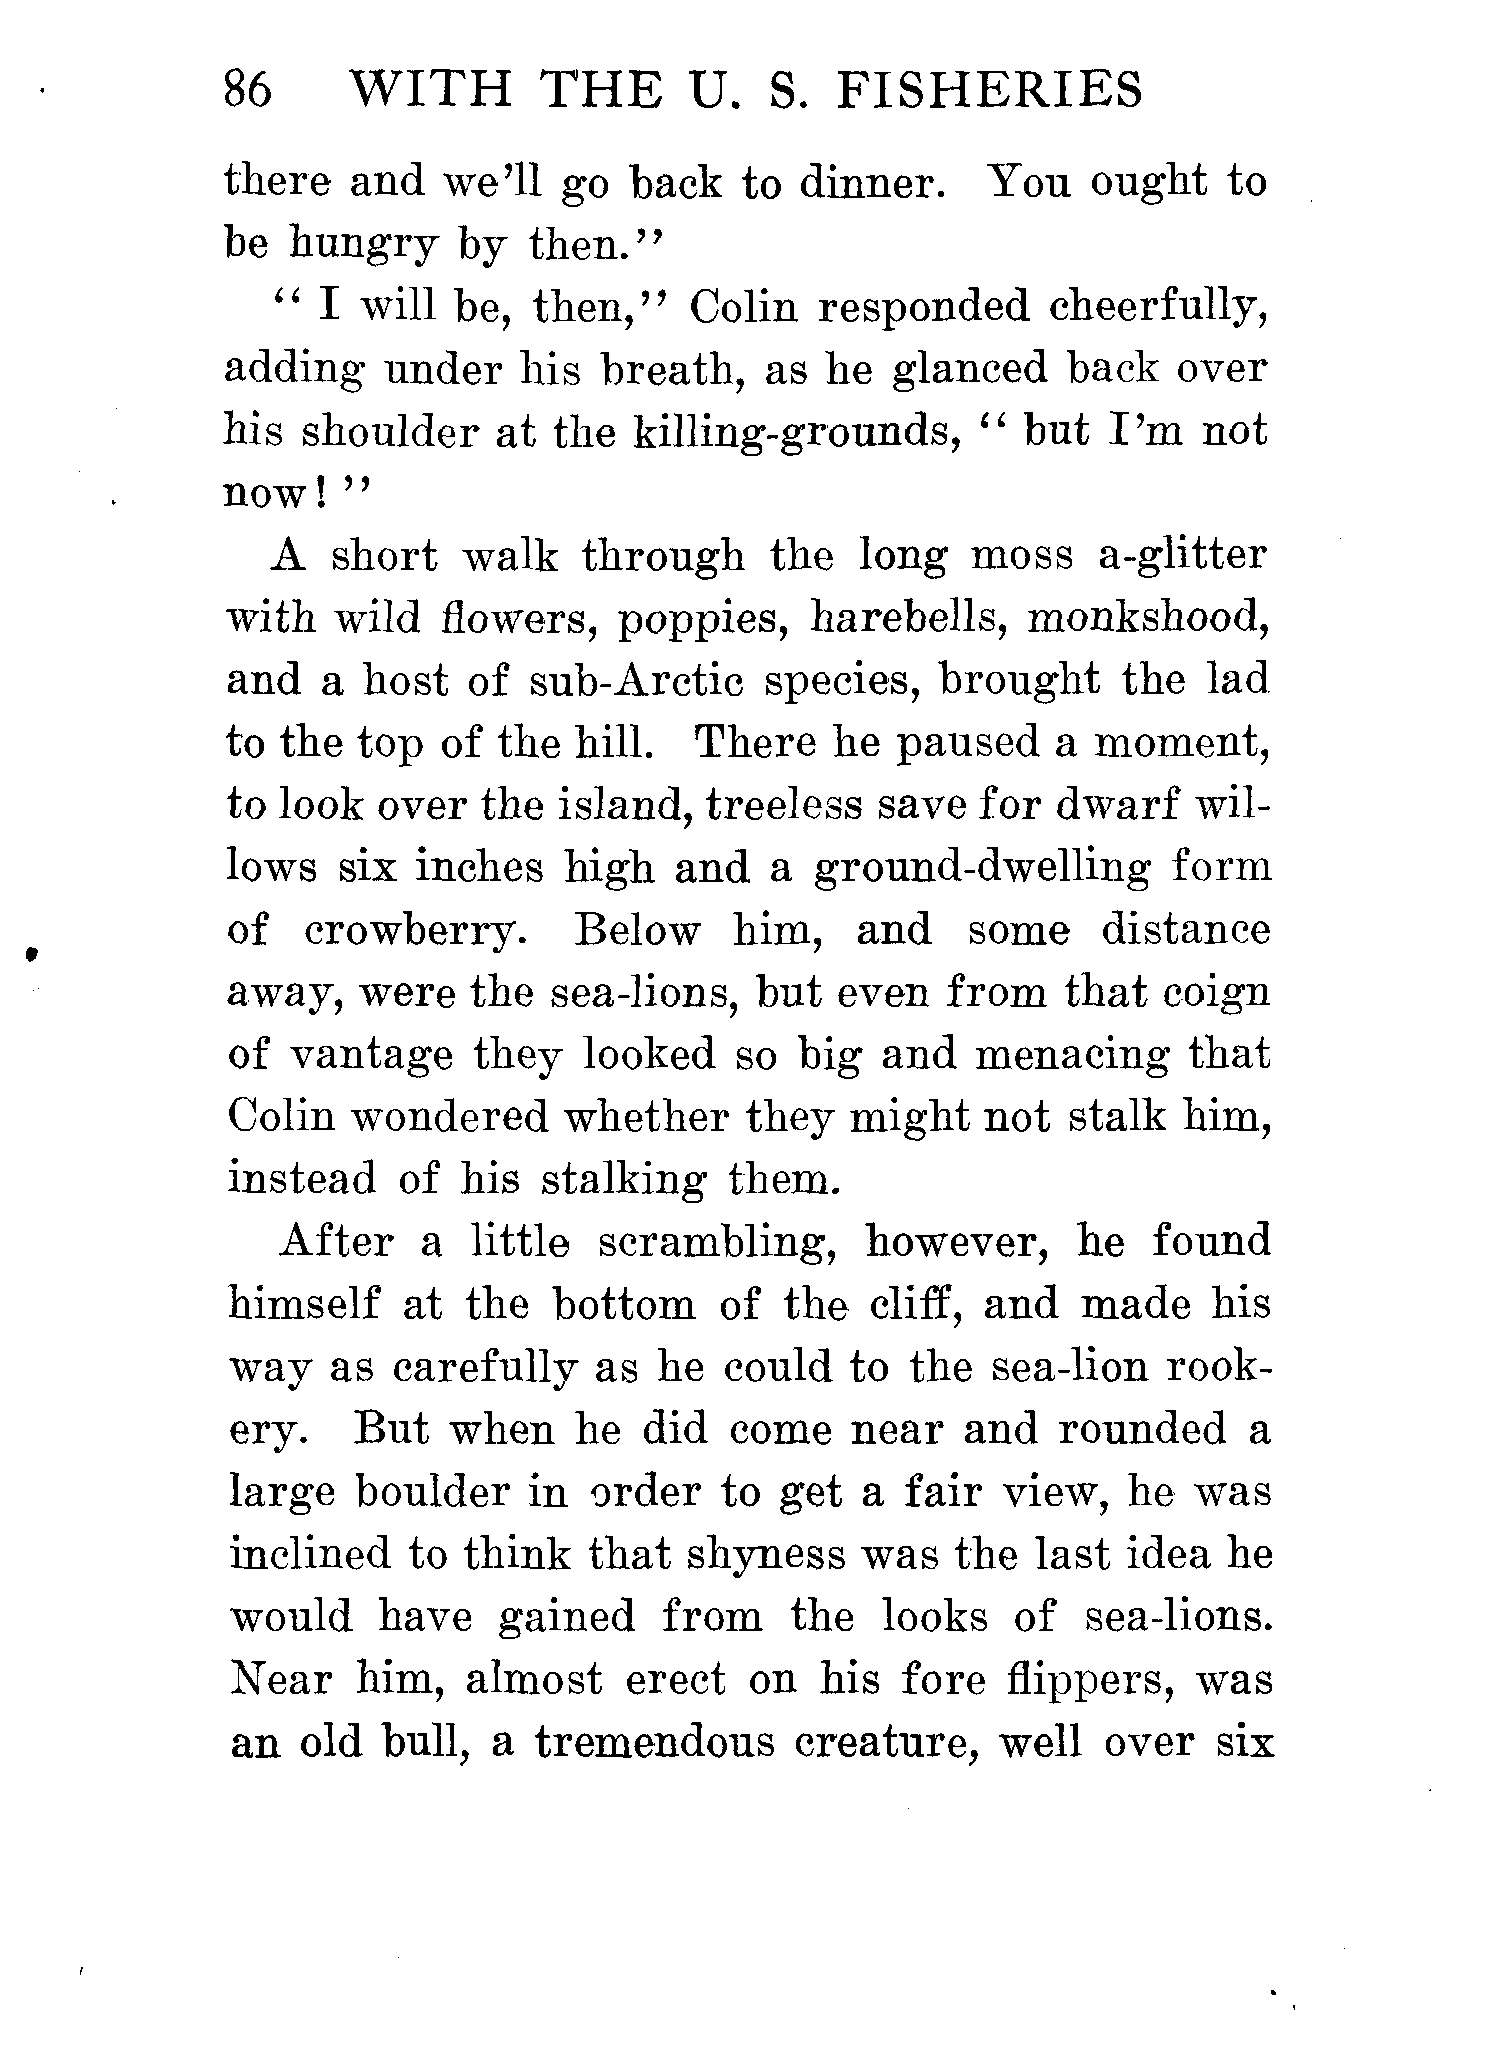 86 WITH THE U. S. FISHERIES
there and we'll go back to dinner. You ought to
be hungry by then."
" I will be, then," Colin responded cheerfully,
adding under his breath, as he glanced back over
his shoulder at the killing-grounds, " but I'm not
now! "
A short walk through the long moss a-glitter
with wild flowers, poppies, harebells, monkshood,
and a host of sub-Arctic species, brought the lad
to the top of the hill. There he paused a moment,
to look over the island, treeless save for dwarf wil-
lows six inches high and a ground-dwelling form
of crowberry. Below him, and some distance
away, were the sea-lions, but even from that coign
of vantage they looked so big and menacing that
Colin wondered whether they might not stalk him,
instead of his stalking them.
After a little scrambling, however, he found
himself at the bottom of the cliff, and made his
way as carefully as he could to the sea-lion rook-
ery. But when he did come near and rounded a
large boulder in order to get a fair view, he was
inclined to think that shyness was the last idea he
would have gained from the looks of sea-lions.
Near him, almost erect on his fore flippers, was
an old bull, a tremendous creature, well over six